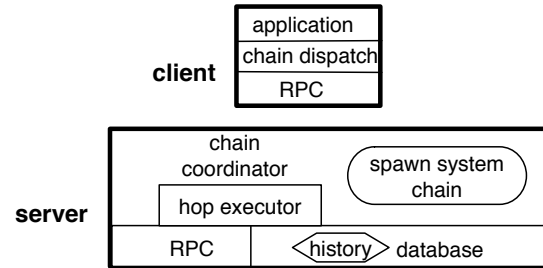 application
client
chain dispatch
RPC
chain
coordinator
spawn system
chain
server
hop executor
RPC
history
database